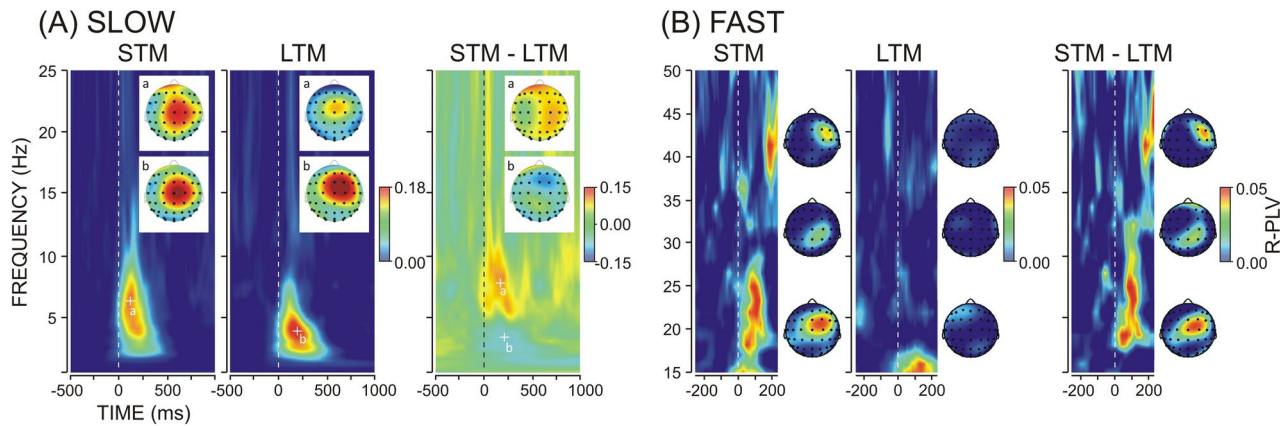 (A) SLOW
STM
LTM
STM - LTM
FREQUENCY (Hz)
25
20
15
10
5
a
b
a
b
a
b
+
a
+
b
+
a
+
b
0.18
0.00
0.15
0.00
-0.15
-500 0 500
-500 0 500 1000
-500 0 500 1000
TIME (ms)
(B) FAST
STM
LTM
STM - LTM
50
45
40
35
30
25
20
15
0.05
0.00
0.05
0.00
R-PLV
-200 0 200
-200 0 200
-200 0 200